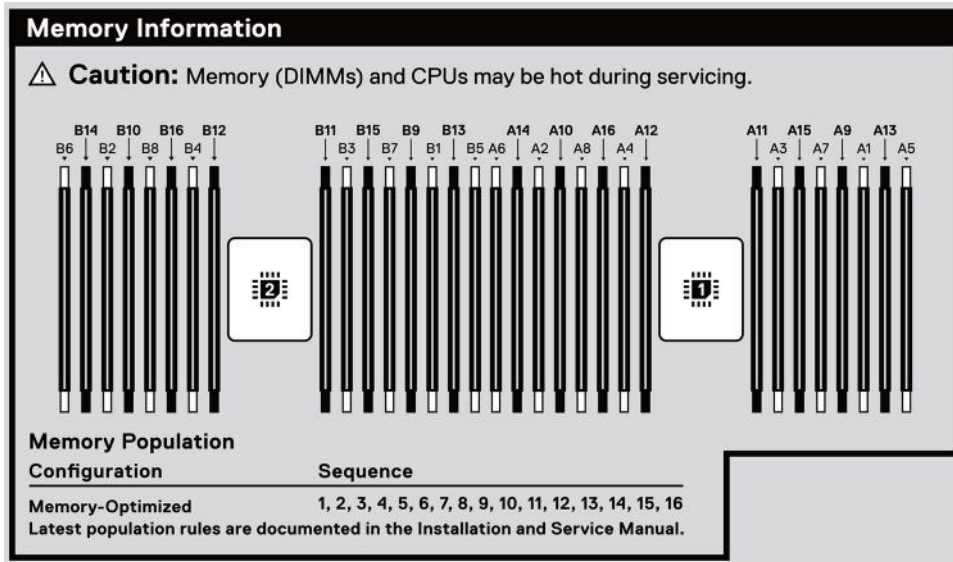 Memory Information
Caution: Memory (DIMMs) and CPUs may be hot during servicing.
B14 B10 B16 B12 B11 B15 B9 B13 A14 A10 A16 A12 A11 A15 A9 A13
B6 B2 B8 B4 B3 B7 B1 B5 A6 A2 A8 A4 A3 A7 A1 A5
2 1
Memory Population
Configuration Sequence
Memory-Optimized 1, 2, 3, 4, 5, 6, 7, 8, 9, 10, 11, 12, 13, 14, 15, 16
Latest population rules are documented in the Installation and Service Manual.